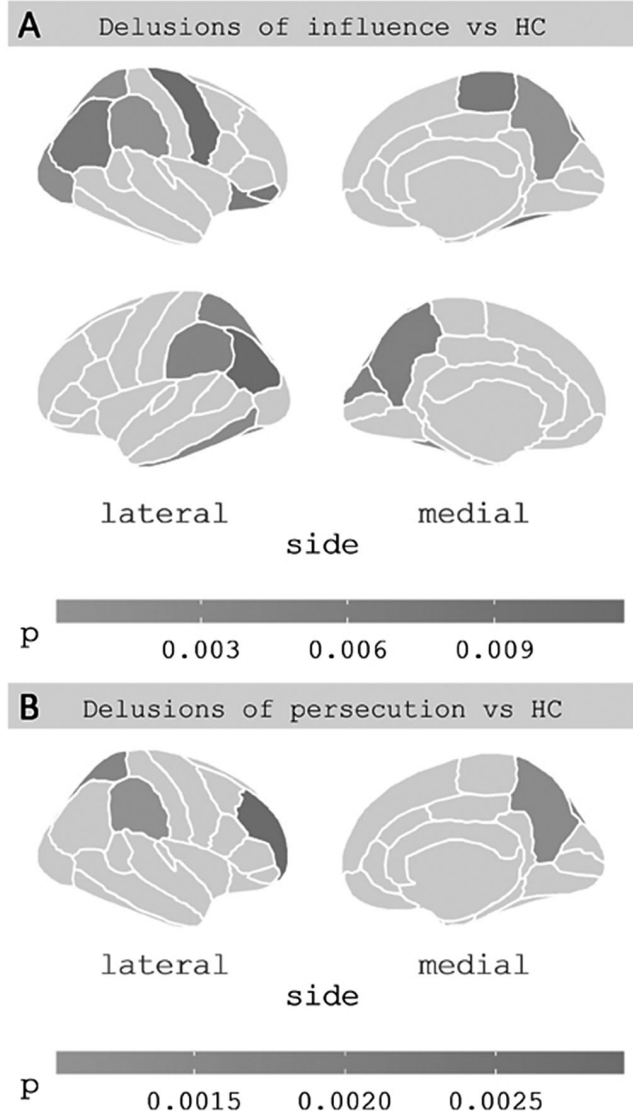 A Delusions of influence vs HC
lateral medial
side
p
0.003 0.006 0.009
B Delusions of persecution vs HC
lateral medial
side
p
0.0015 0.0020 0.0025